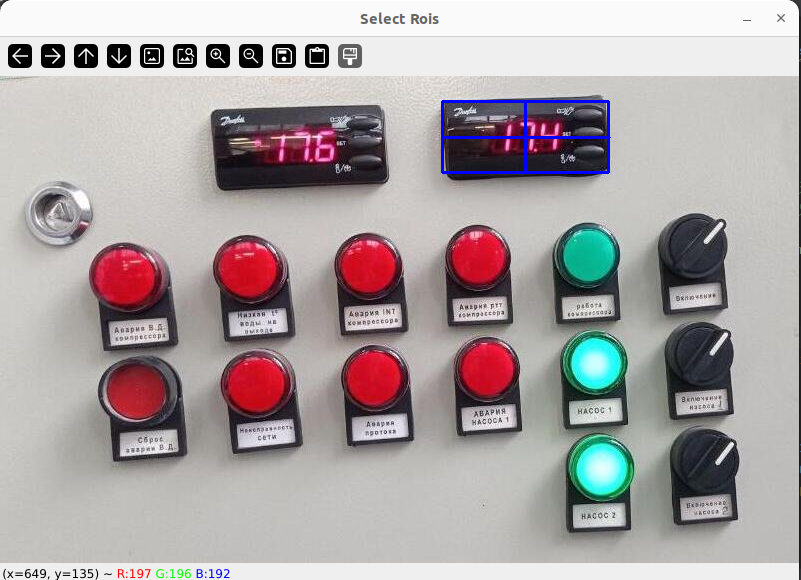 Select Rois
Danfoss
17.6
SET
Danfoss
17.4
SET
Авария В.Д.
компрессора
Низкая t°
воды на
выходе
Авария INT
компрессора
Авария РТТ
компрессора
работа
компрессора
Включение
Сброс
аварии В.Д.
Неисправность
сети
Авария
протока
АВАРИЯ
НАСОСА 1
НАСОС 1
Включение
насоса 1
НАСОС 2
Включение
насоса 2
(x=649, y=135) ~ R:197 G:196 B:192